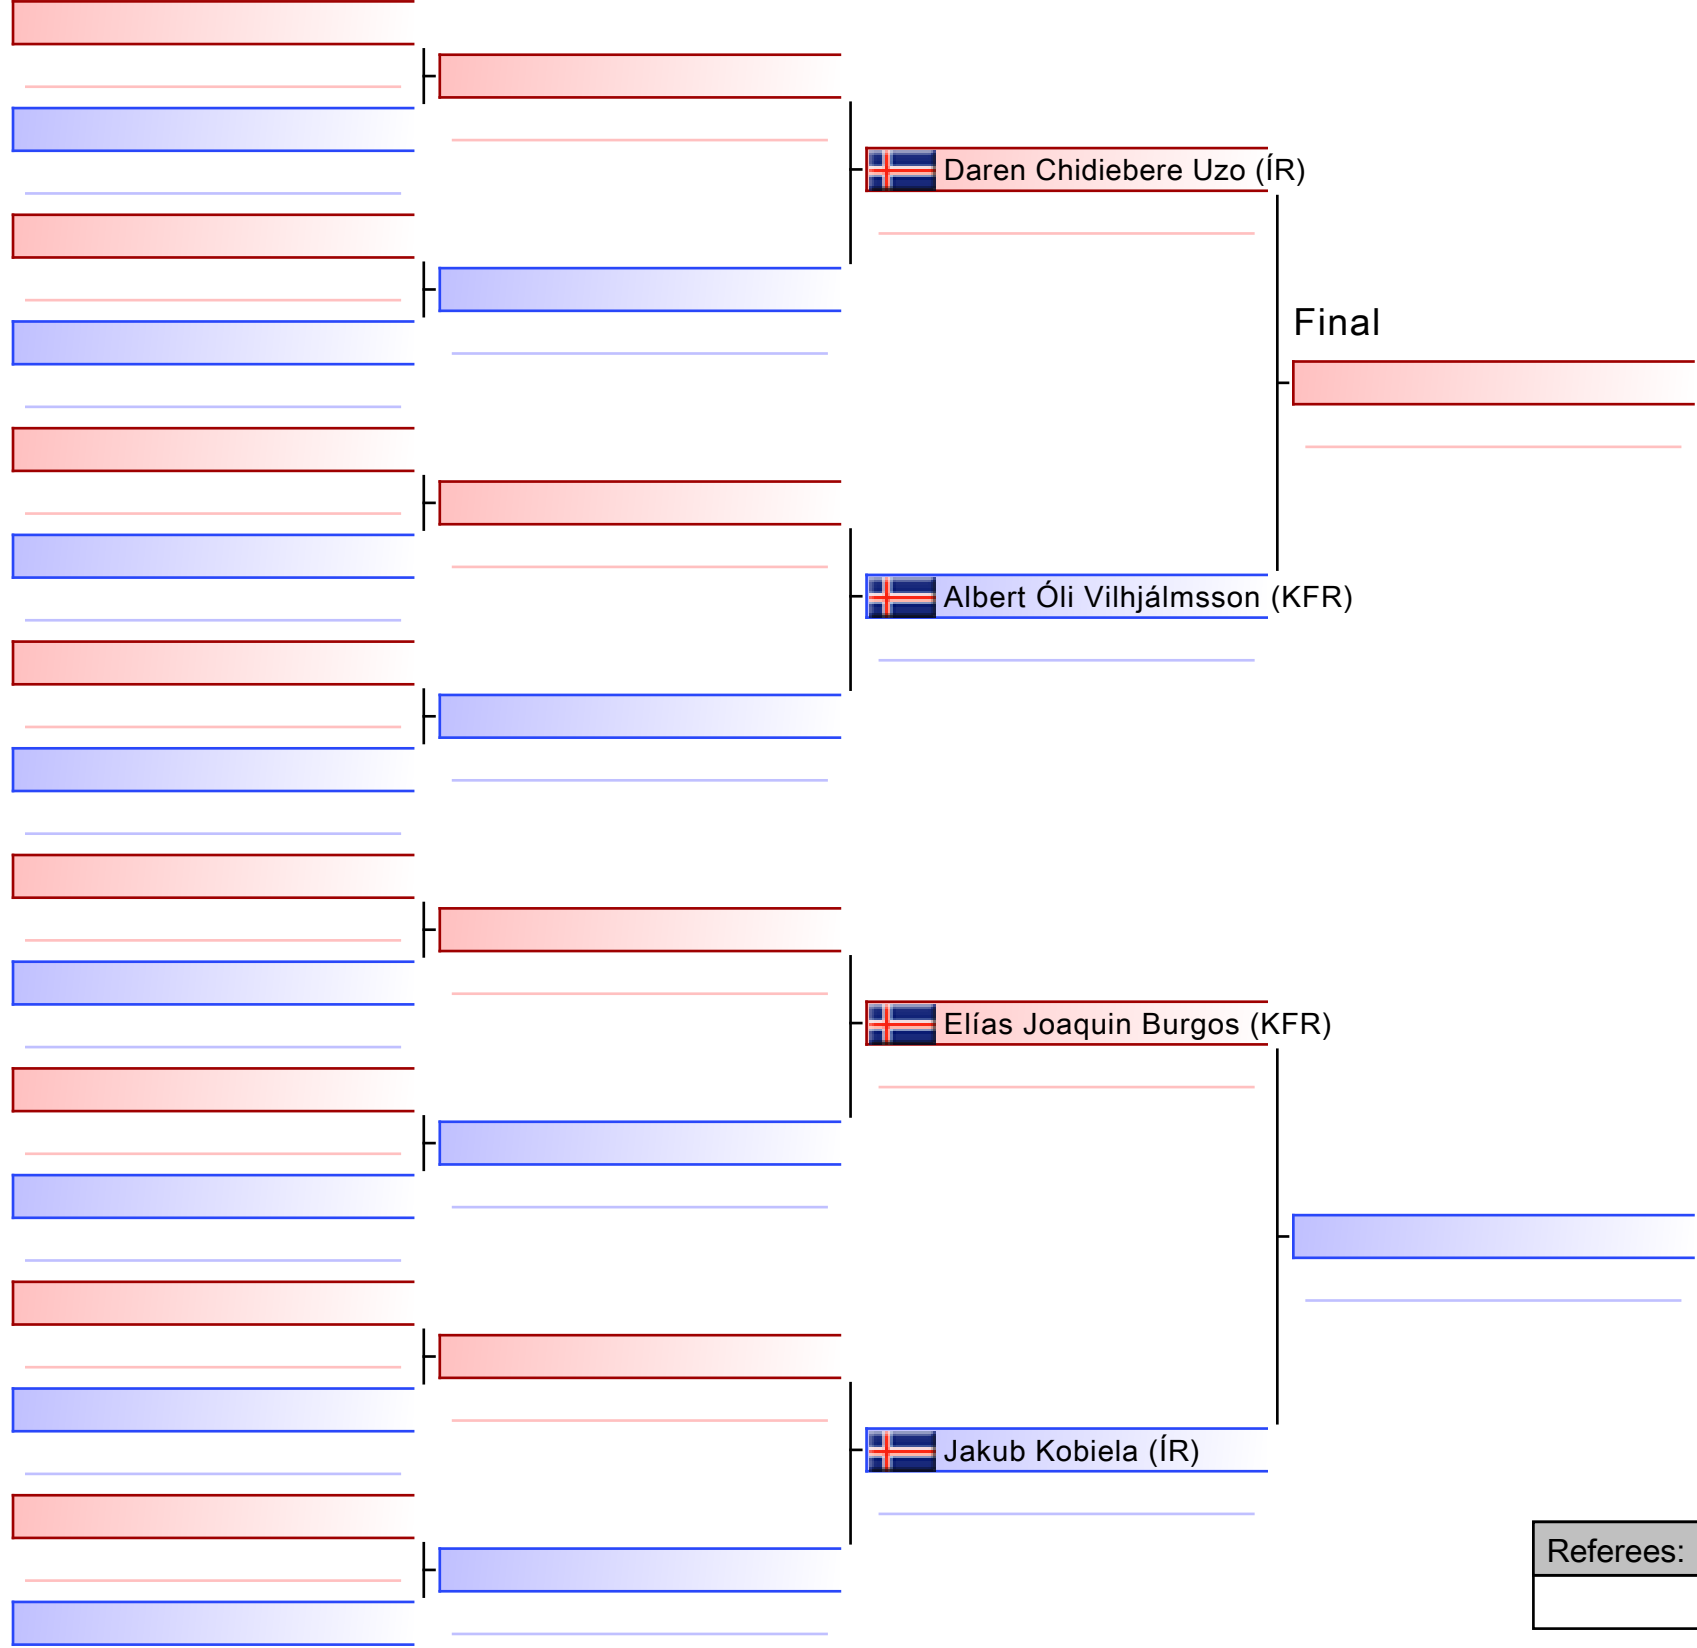 Daren Chidiebere Uzo (ÍR)
Final
Albert Óli Vilhjálmsson (KFR)
Elías Joaquin Burgos (KFR)
Jakub Kobiela (ÍR)
Referees: